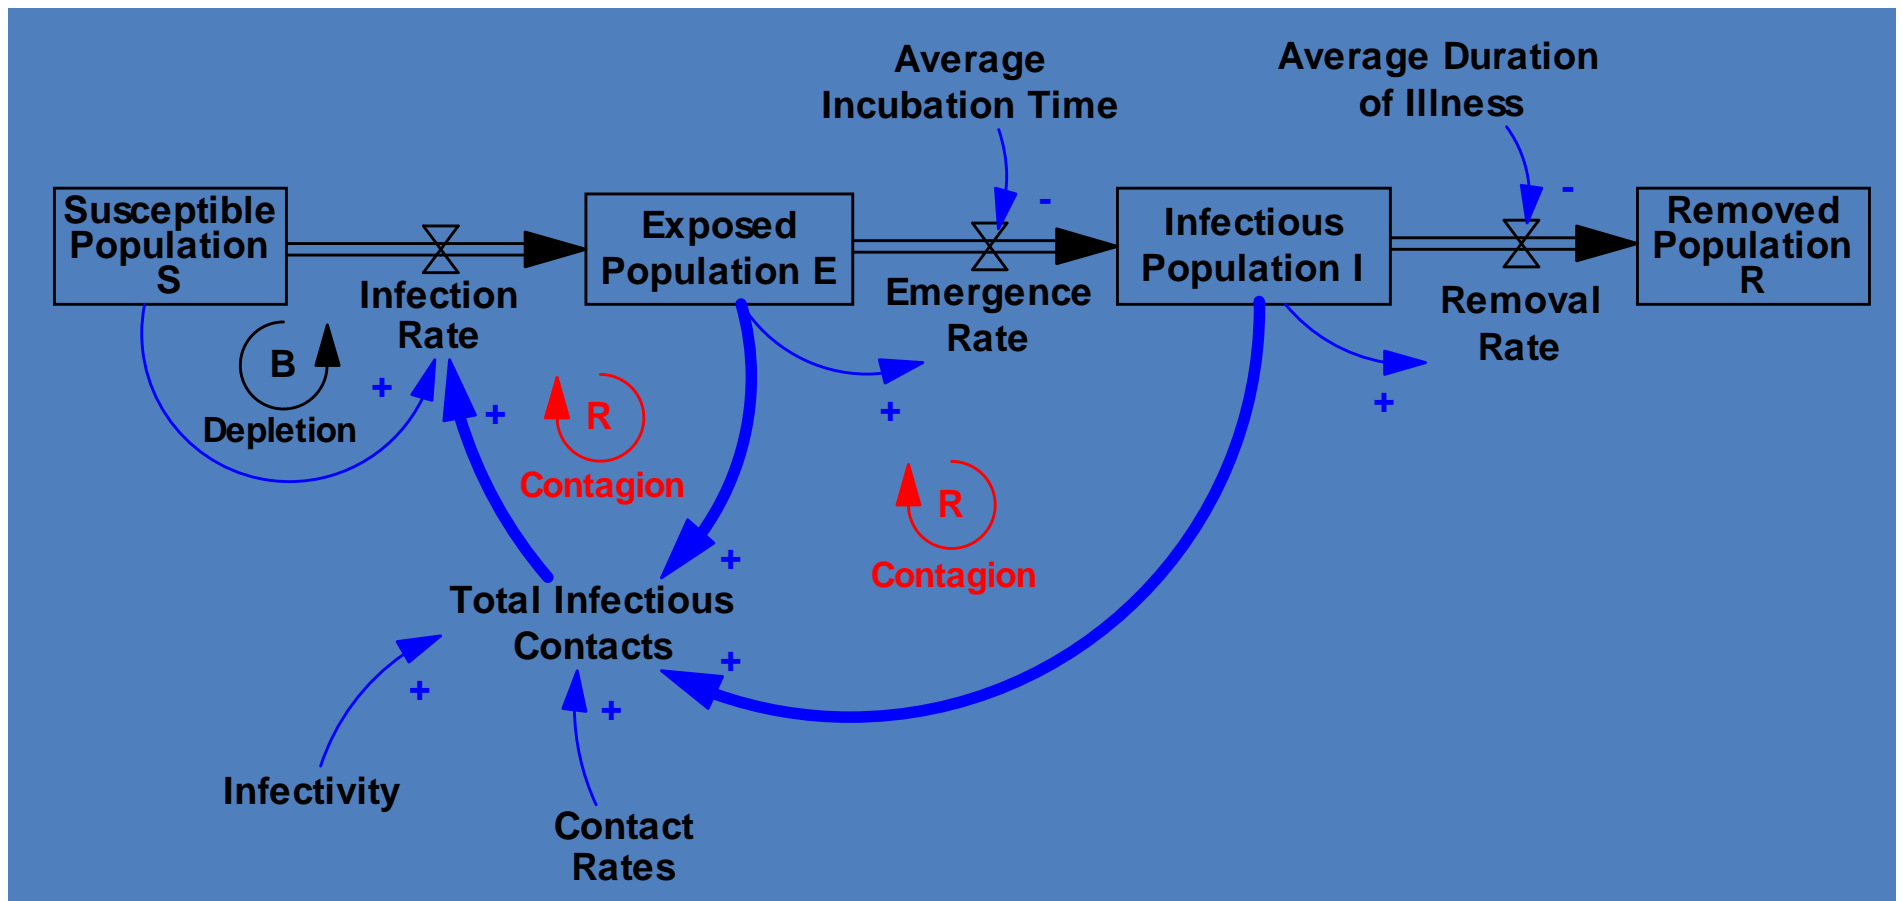 Average
Incubation Time
Average Duration
of Illness
Susceptible
Population
S
Exposed
Population E
Infectious
Population I
Removed
Population
R
-
-
Infection
Rate
Emergence
Rate
Removal
Rate
B
Depletion
+
+
R
Contagion
+
+
R
Contagion
+
Total Infectious
Contacts
+
+
+
Infectivity
Contact
Rates